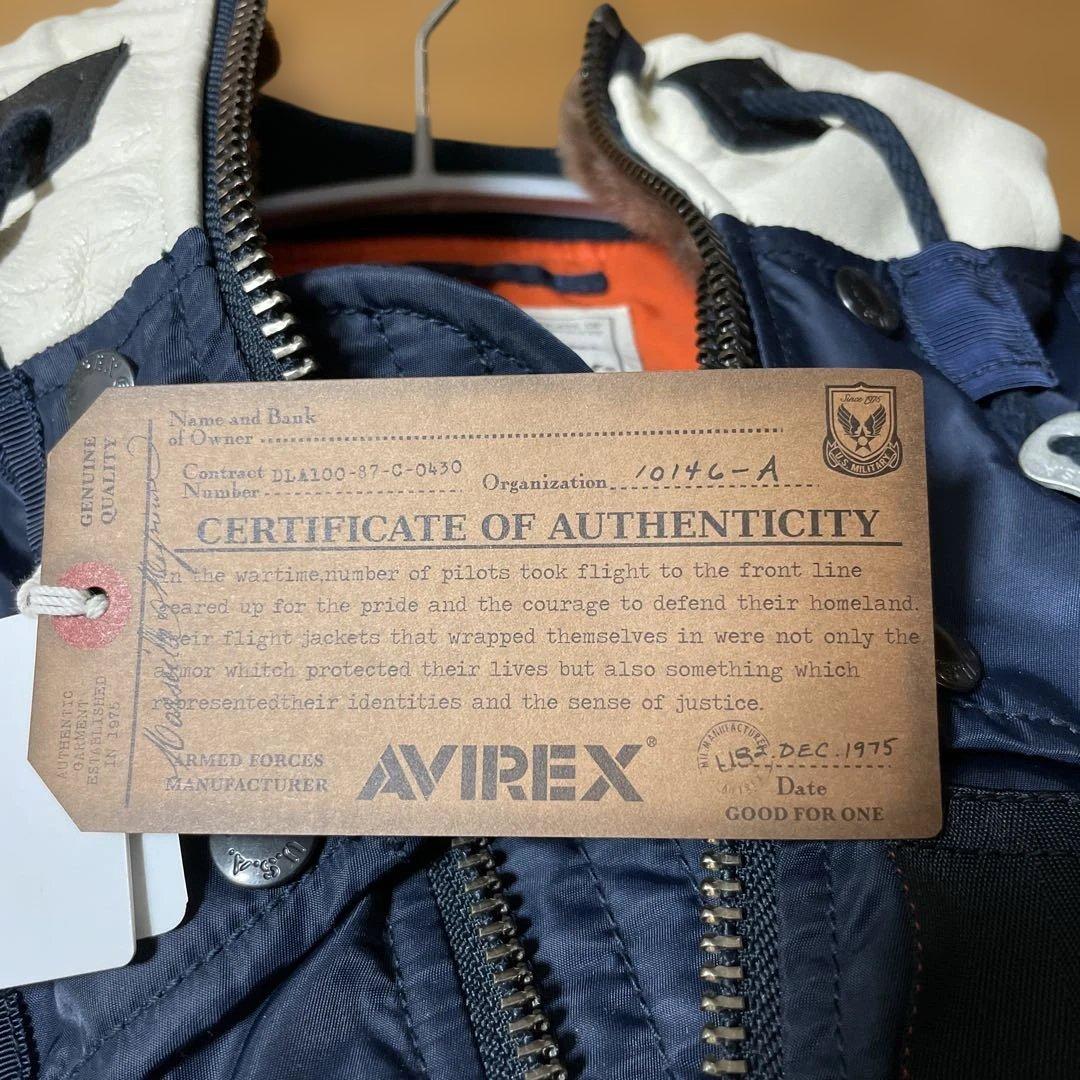 Name and Bank
of Owner
Contract DLA100-87-C-0430
Number
Organization 10146-A
Since 1975
U.S. MILITARY
GENUINE
QUALITY
CERTIFICATE OF AUTHENTICITY
In the wartime,number of pilots took flight to the front line
geared up for the pride and the courage to defend their homeland.
Their flight jackets that wrapped themselves in were not only the
armor whitch protected their lives but also something which
representedtheir identities and the sense of justice.
AUTHENTIC
GARMENT
ESTABLISHED
IN 1975
ARMED FORCES
MANUFACTURER
AVIREX®
DEC.1975
Date
GOOD FOR ONE
U.S.A